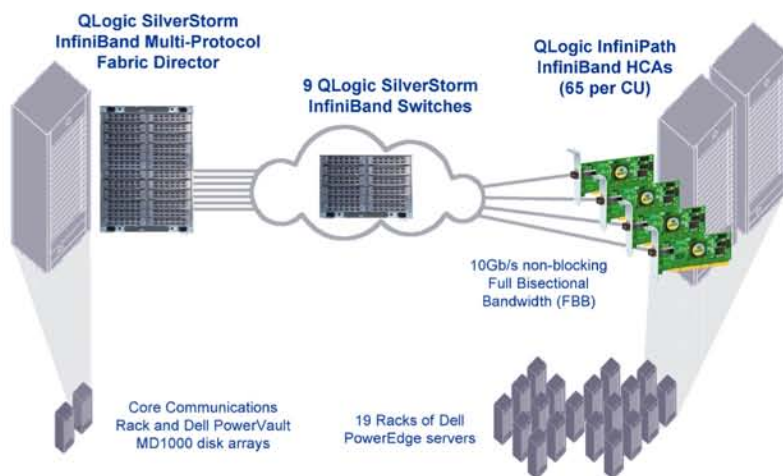 QLogic SilverStorm
InfiniBand Multi-Protocol
Fabric Director
9 QLogic SilverStorm
InfiniBand Switches
QLogic InfiniPath
InfiniBand HCAs
(65 per CU)
10Gb/s non-blocking
Full Bisectional
Bandwidth (FBB)
Core Communications
Rack and Dell PowerVault
MD1000 disk arrays
19 Racks of Dell
PowerEdge servers